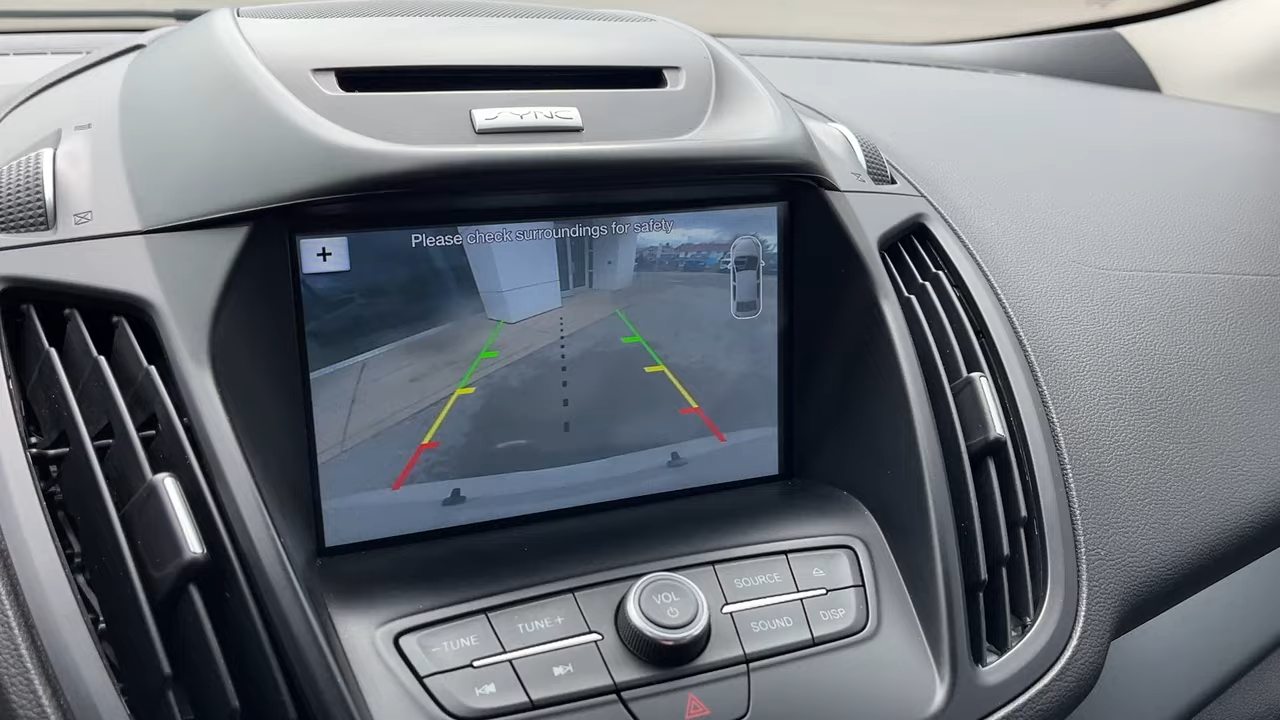 SYNC
Please check surroundings for safety
+
VOL
SOURCE
-TUNE
TUNE+
SOUND
DISP